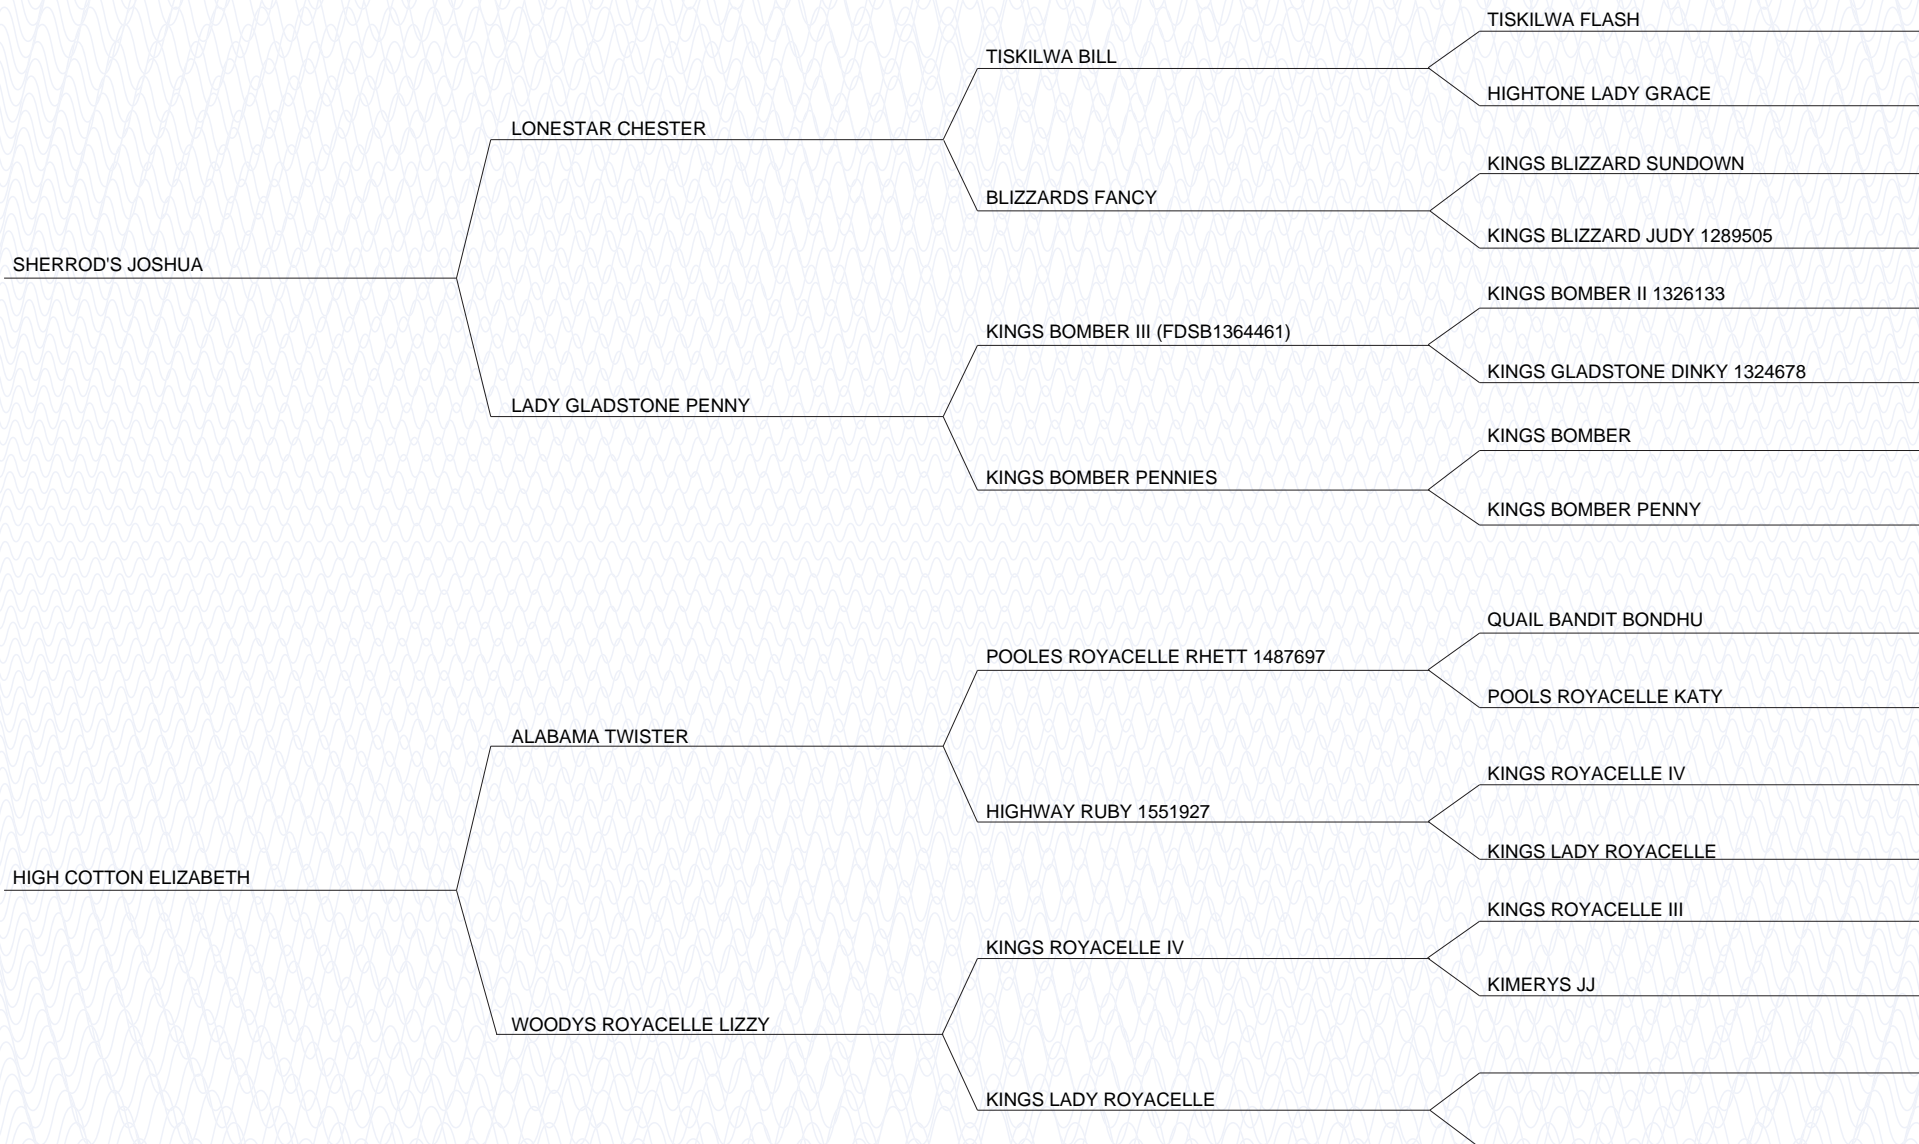 TISKILWA FLASH
TISKILWA BILL
HIGHTONE LADY GRACE
LONESTAR CHESTER
KINGS BLIZZARD SUNDOWN
BLIZZARDS FANCY
KINGS BLIZZARD JUDY 1289505
SHERROD'S JOSHUA
KINGS BOMBER II 1326133
KINGS BOMBER III (FDSB1364461)
KINGS GLADSTONE DINKY 1324678
LADY GLADSTONE PENNY
KINGS BOMBER
KINGS BOMBER PENNIES
KINGS BOMBER PENNY
QUAIL BANDIT BONDHU
POOLES ROYACELLE RHETT 1487697
POOLS ROYACELLE KATY
ALABAMA TWISTER
KINGS ROYACELLE IV
HIGHWAY RUBY 1551927
KINGS LADY ROYACELLE
HIGH COTTON ELIZABETH
KINGS ROYACELLE III
KINGS ROYACELLE IV
KIMERYS JJ
WOODYS ROYACELLE LIZZY
KINGS LADY ROYACELLE